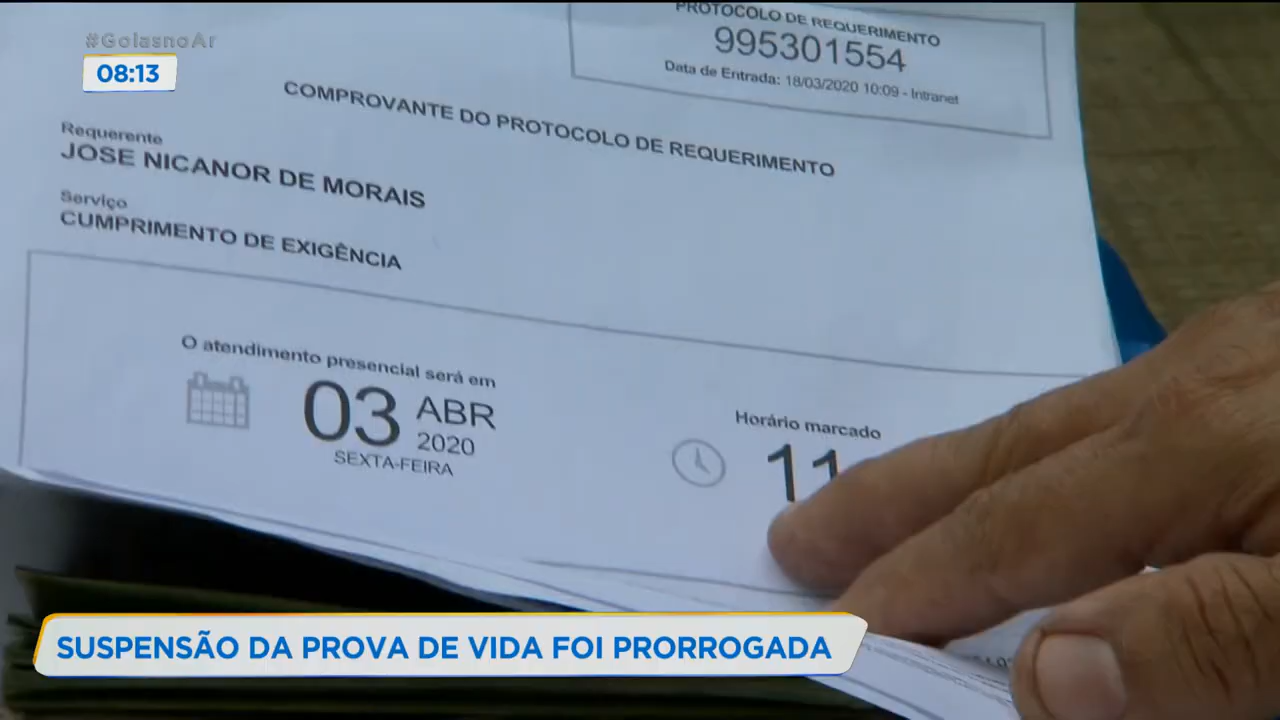 #GoiasnoAr
08:13
PROTOCOLO DE REQUERIMENTO
995301554
Data de Entrada: 18/03/2020 10:09 - Intranet
COMPROVANTE DO PROTOCOLO DE REQUERIMENTO
Requerente
JOSE NICANOR DE MORAIS
Serviço
CUMPRIMENTO DE EXIGÊNCIA
O atendimento presencial será em
03 ABR
2020
SEXTA-FEIRA
Horário marcado
11
SUSPENSÃO DA PROVA DE VIDA FOI PRORROGADA